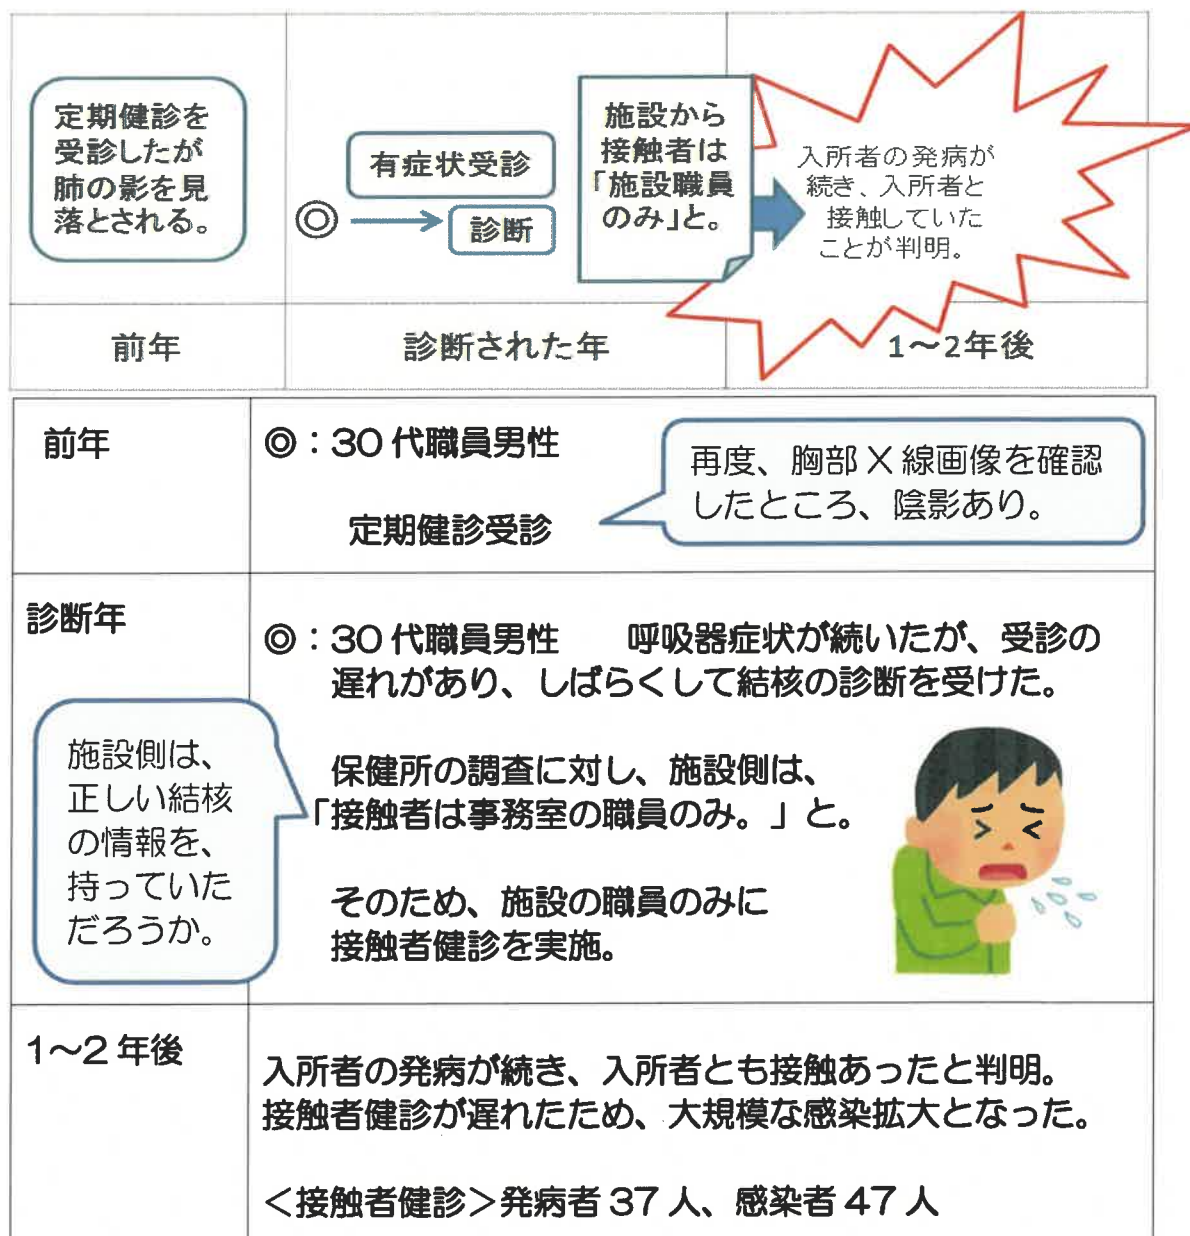 定期健診を
受診したが
肺の影を見
落とされる。
有症状受診
◎
診断
施設から
接触者は
「施設職員
のみ」と。
入所者の発病が
続き、入所者と
接触していた
ことが判明。
前年
診断された年
1～2年後
前年
◎：30代職員男性
定期健診受診
再度、胸部X線画像を確認
したところ、陰影あり。
診断年
◎：30代職員男性　呼吸器症状が続いたが、受診の
遅れがあり、しばらくして結核の診断を受けた。
施設側は、
正しい結核
の情報を、
持っていた
だろうか。
保健所の調査に対し、施設側は、
「接触者は事務室の職員のみ。」と。
そのため、施設の職員のみに
接触者健診を実施。
1～2年後
入所者の発病が続き、入所者とも接触あったと判明。
接触者健診が遅れたため、大規模な感染拡大となった。
＜接触者健診＞発病者37人、感染者47人